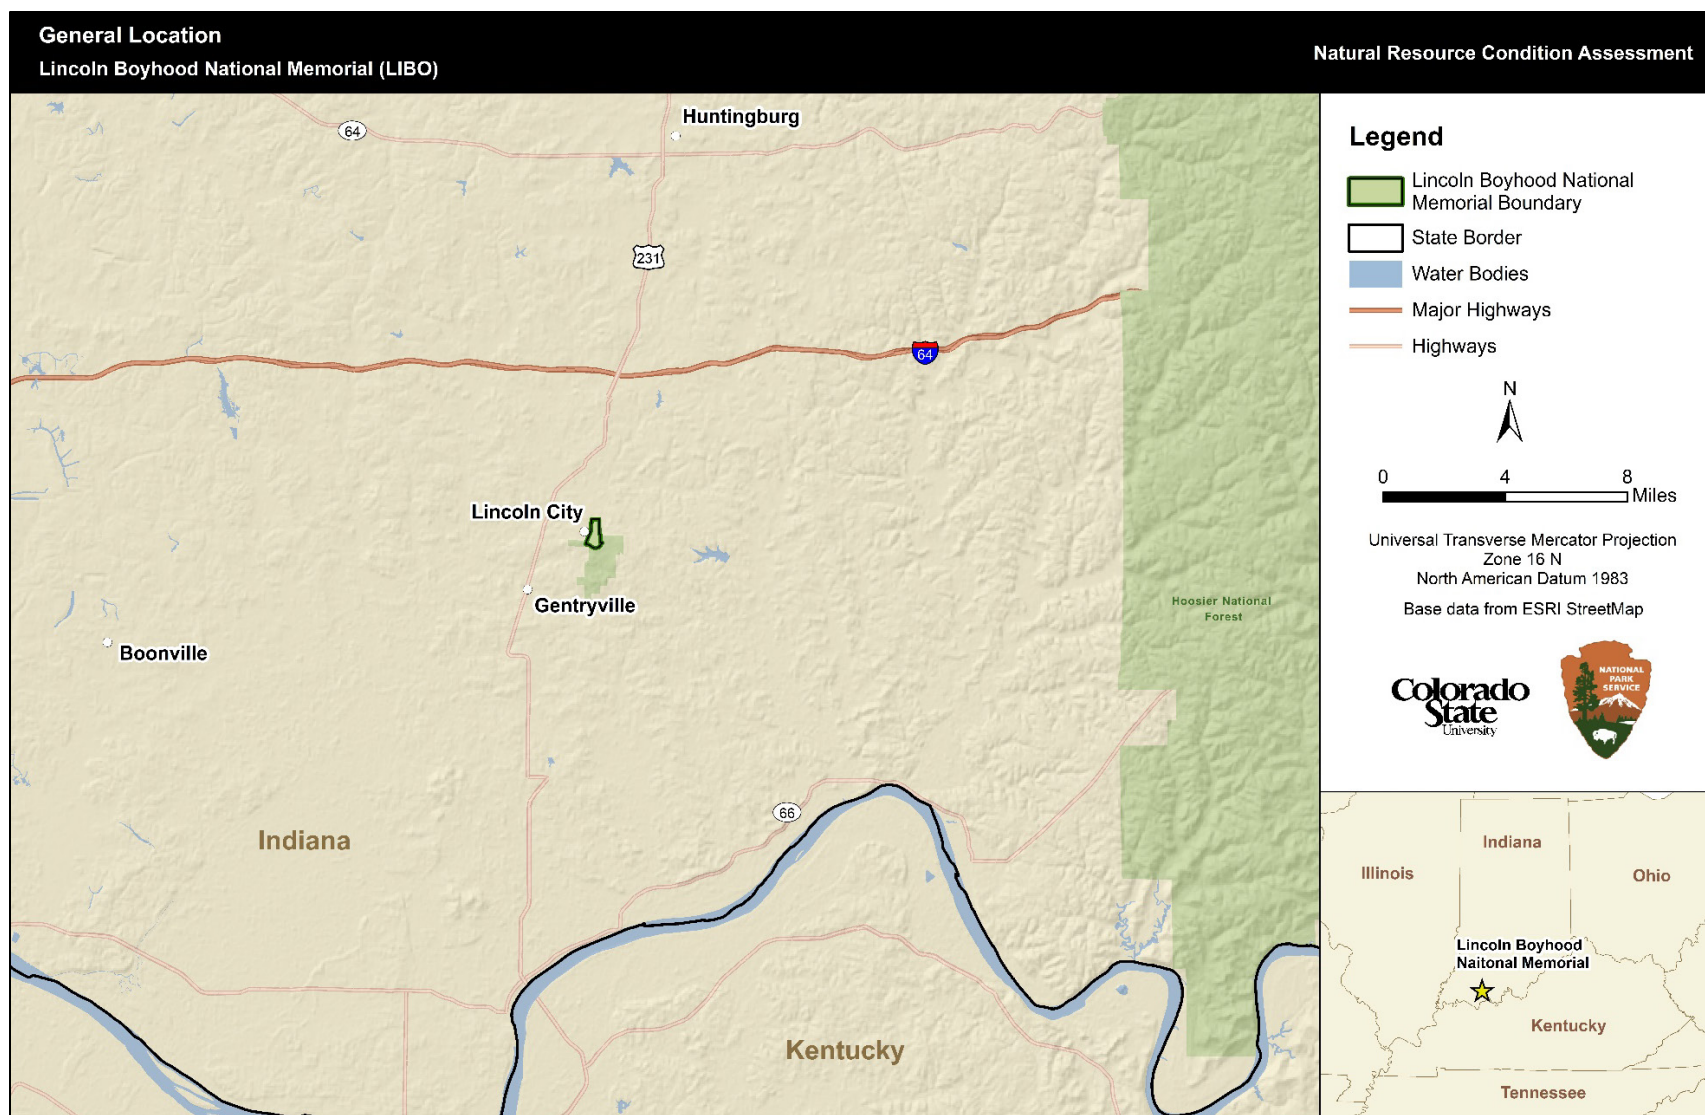 General Location
Lincoln Boyhood National Memorial (LIBO)
Natural Resource Condition Assessment
Huntingburg
64
231
64
Lincoln City
Gentryville
Boonville
Hoosier National
Forest
66
Indiana
Kentucky
Legend
Lincoln Boyhood National
Memorial Boundary
State Border
Water Bodies
Major Highways
Highways
N
0 4 8
Miles
Universal Transverse Mercator Projection
Zone 16 N
North American Datum 1983
Base data from ESRI StreetMap
Colorado
State
University
NATIONAL
PARK
SERVICE
Indiana
Illinois
Ohio
Lincoln Boyhood
Naitonal Memorial
Kentucky
Tennessee